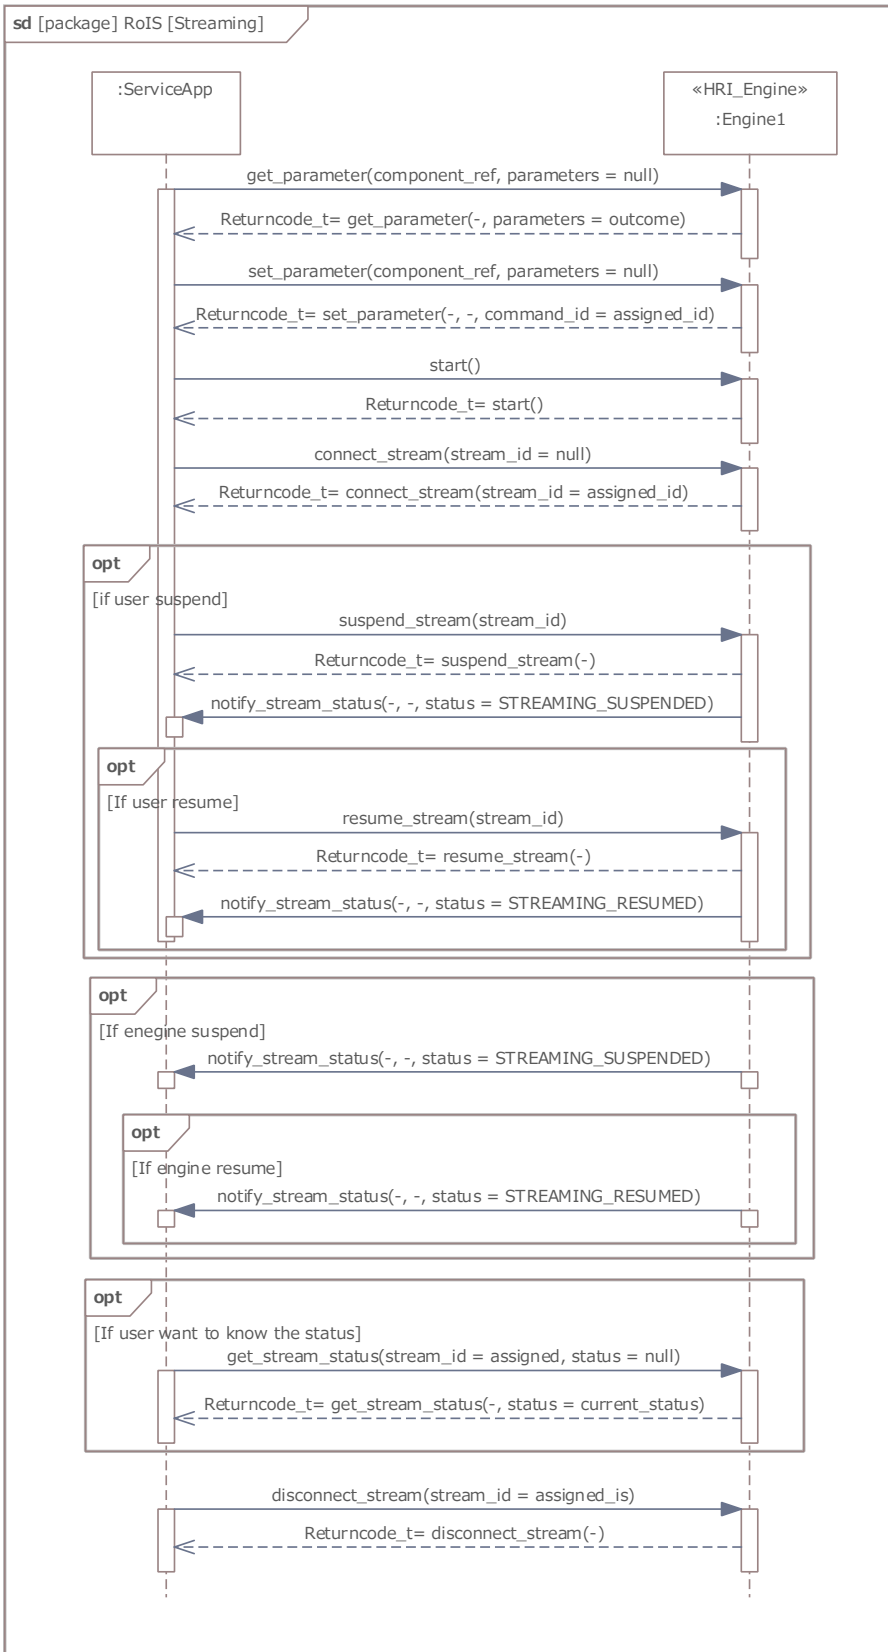 sd [package] RoIS [Streaming]
:ServiceApp
«HRI_Engine»
:Engine1
get_parameter(component_ref, parameters = null)
Returncode_t= get_parameter(-, parameters = outcome)
set_parameter(component_ref, parameters = null)
Returncode_t= set_parameter(-, -, command_id = assigned_id)
start()
Returncode_t= start()
connect_stream(stream_id = null)
Returncode_t= connect_stream(stream_id = assigned_id)
opt
[if user suspend]
suspend_stream(stream_id)
Returncode_t= suspend_stream(-)
notify_stream_status(-, -, status = STREAMING_SUSPENDED)
opt
[If user resume]
resume_stream(stream_id)
Returncode_t= resume_stream(-)
notify_stream_status(-, -, status = STREAMING_RESUMED)
opt
[If enegine suspend]
notify_stream_status(-, -, status = STREAMING_SUSPENDED)
opt
[If engine resume]
notify_stream_status(-, -, status = STREAMING_RESUMED)
opt
[If user want to know the status]
get_stream_status(stream_id = assigned, status = null)
Returncode_t= get_stream_status(-, status = current_status)
disconnect_stream(stream_id = assigned_is)
Returncode_t= disconnect_stream(-)